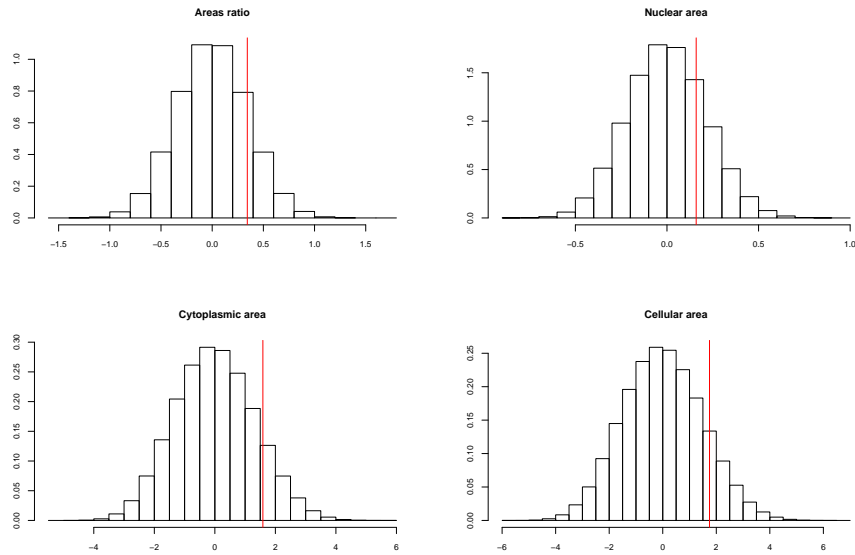 Areas ratio
0.0 0.2 0.4 0.6 0.8 1.0
−1.5 −1.0 −0.5 0.0 0.5 1.0 1.5
Nuclear area
0.0 0.5 1.0 1.5
−0.5 0.0 0.5 1.0
Cytoplasmic area
0.00 0.05 0.10 0.15 0.20 0.25 0.30
−4 −2 0 2 4 6
Cellular area
0.00 0.05 0.10 0.15 0.20 0.25
−6 −4 −2 0 2 4 6